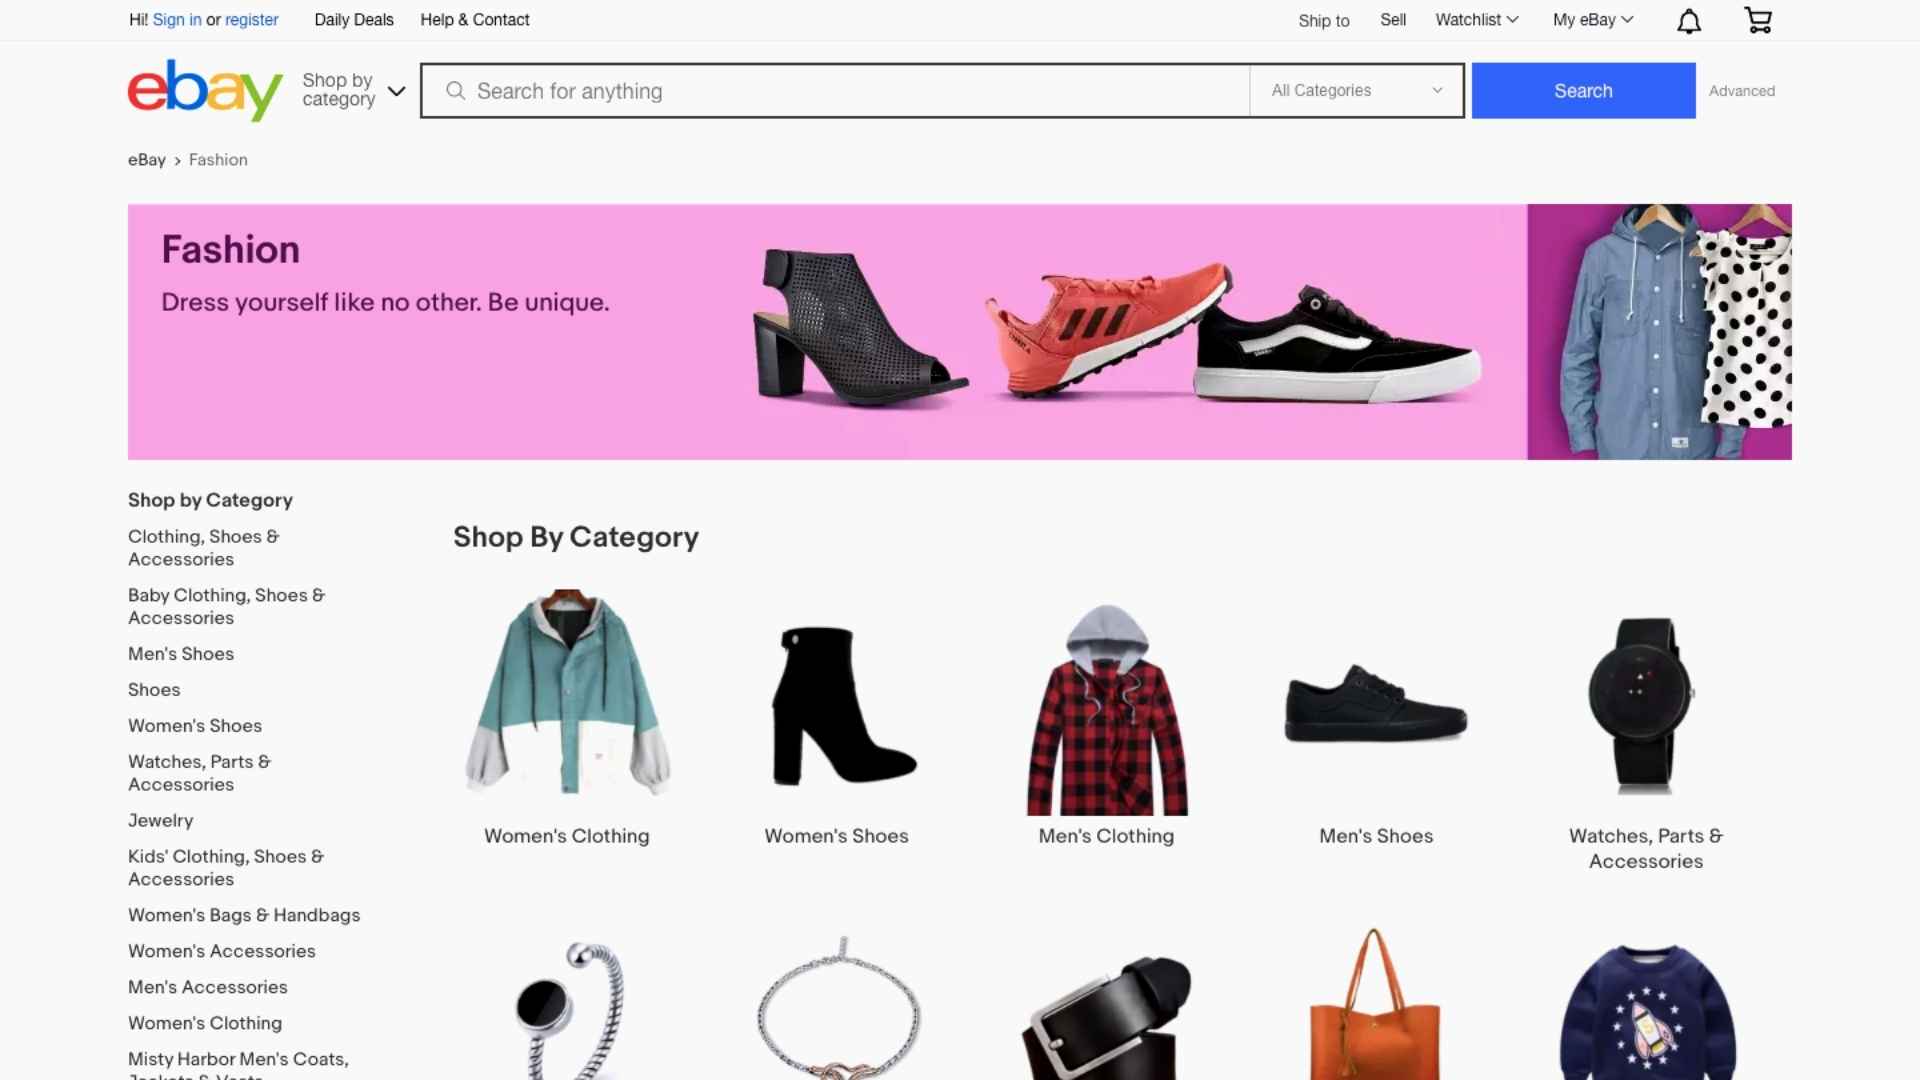 Hi! Sign in or register Daily Deals Help & Contact Ship to Sell Watchlist My eBay
ebay
Shop by
category
Search for anything
All Categories
Search
Advanced
eBay > Fashion
Fashion
Dress yourself like no other. Be unique.
Shop by Category
Clothing, Shoes &
Accessories
Baby Clothing, Shoes &
Accessories
Men's Shoes
Shoes
Women's Shoes
Watches, Parts &
Accessories
Jewelry
Kids' Clothing, Shoes &
Accessories
Women's Bags & Handbags
Women's Accessories
Men's Accessories
Women's Clothing
Misty Harbor Men's Coats,
Jackets & Vests
Shop By Category
Women's Clothing
Women's Shoes
Men's Clothing
Men's Shoes
Watches, Parts &
Accessories